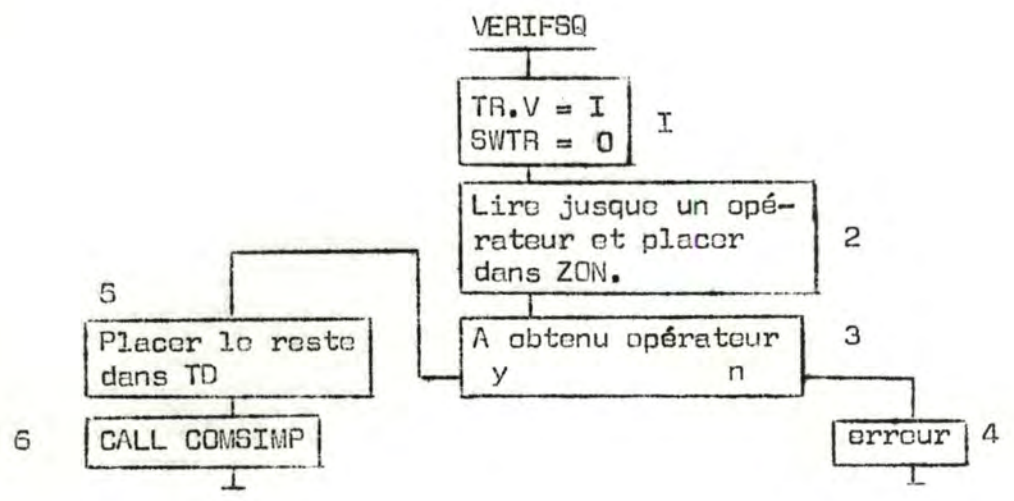 VERIFSQ
TR.V = I
SWTR = 0
I
Lire jusque un opé-
rateur et placer
dans ZON.
2
A obtenu opérateur
y n
3
5
Placer le reste
dans TD
6
CALL COMSIMP
erreur
4